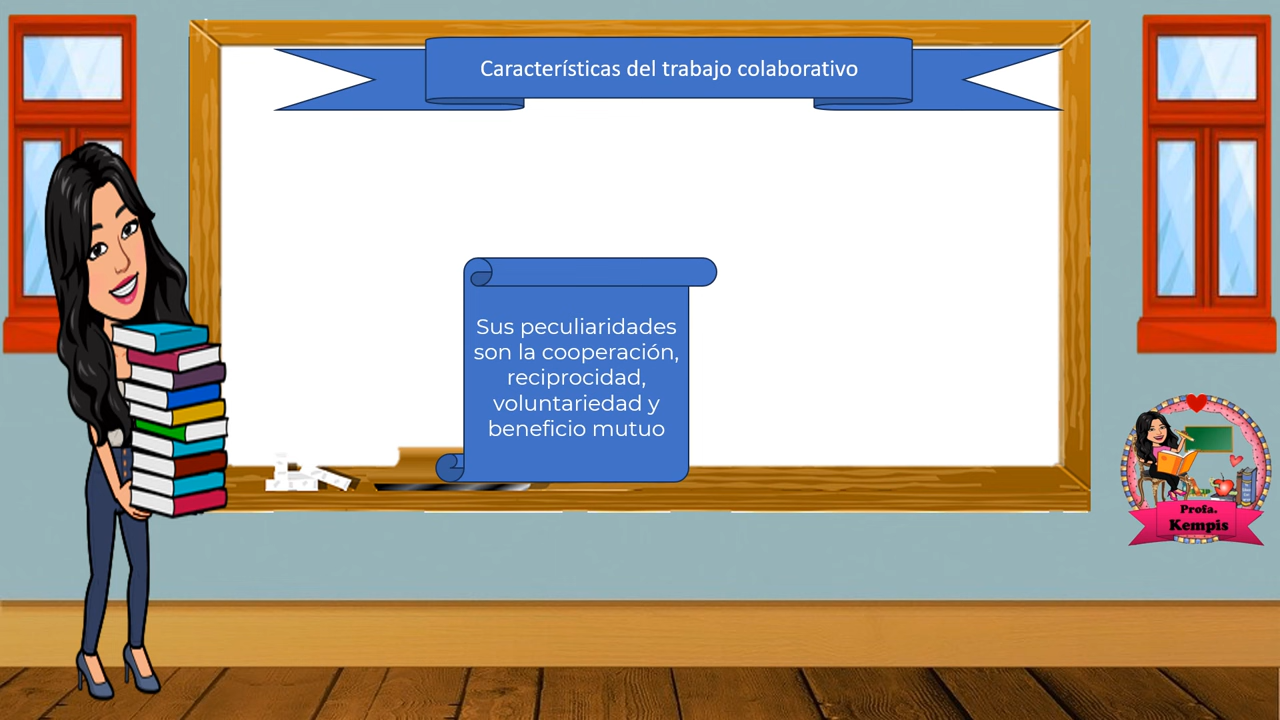 Características del trabajo colaborativo
Sus peculiaridades
son la cooperación,
reciprocidad,
voluntariedad y
beneficio mutuo
Profa.
Kempis